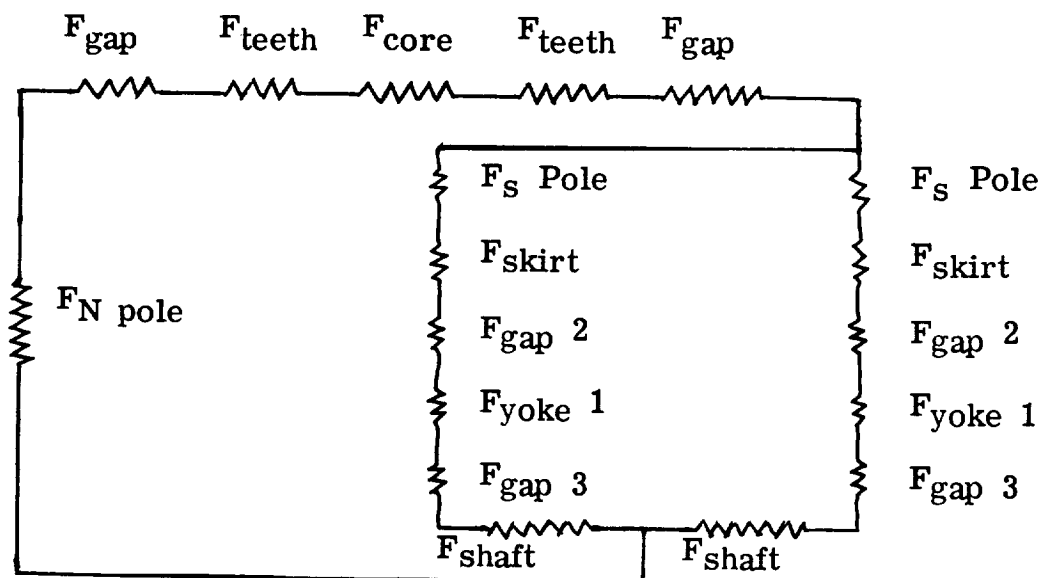 F_gap F_teeth F_core F_teeth F_gap
F_s Pole F_s Pole
F_skirt F_skirt
F_N pole F_gap 2 F_gap 2
F_yoke 1 F_yoke 1
F_gap 3 F_gap 3
F_shaft F_shaft